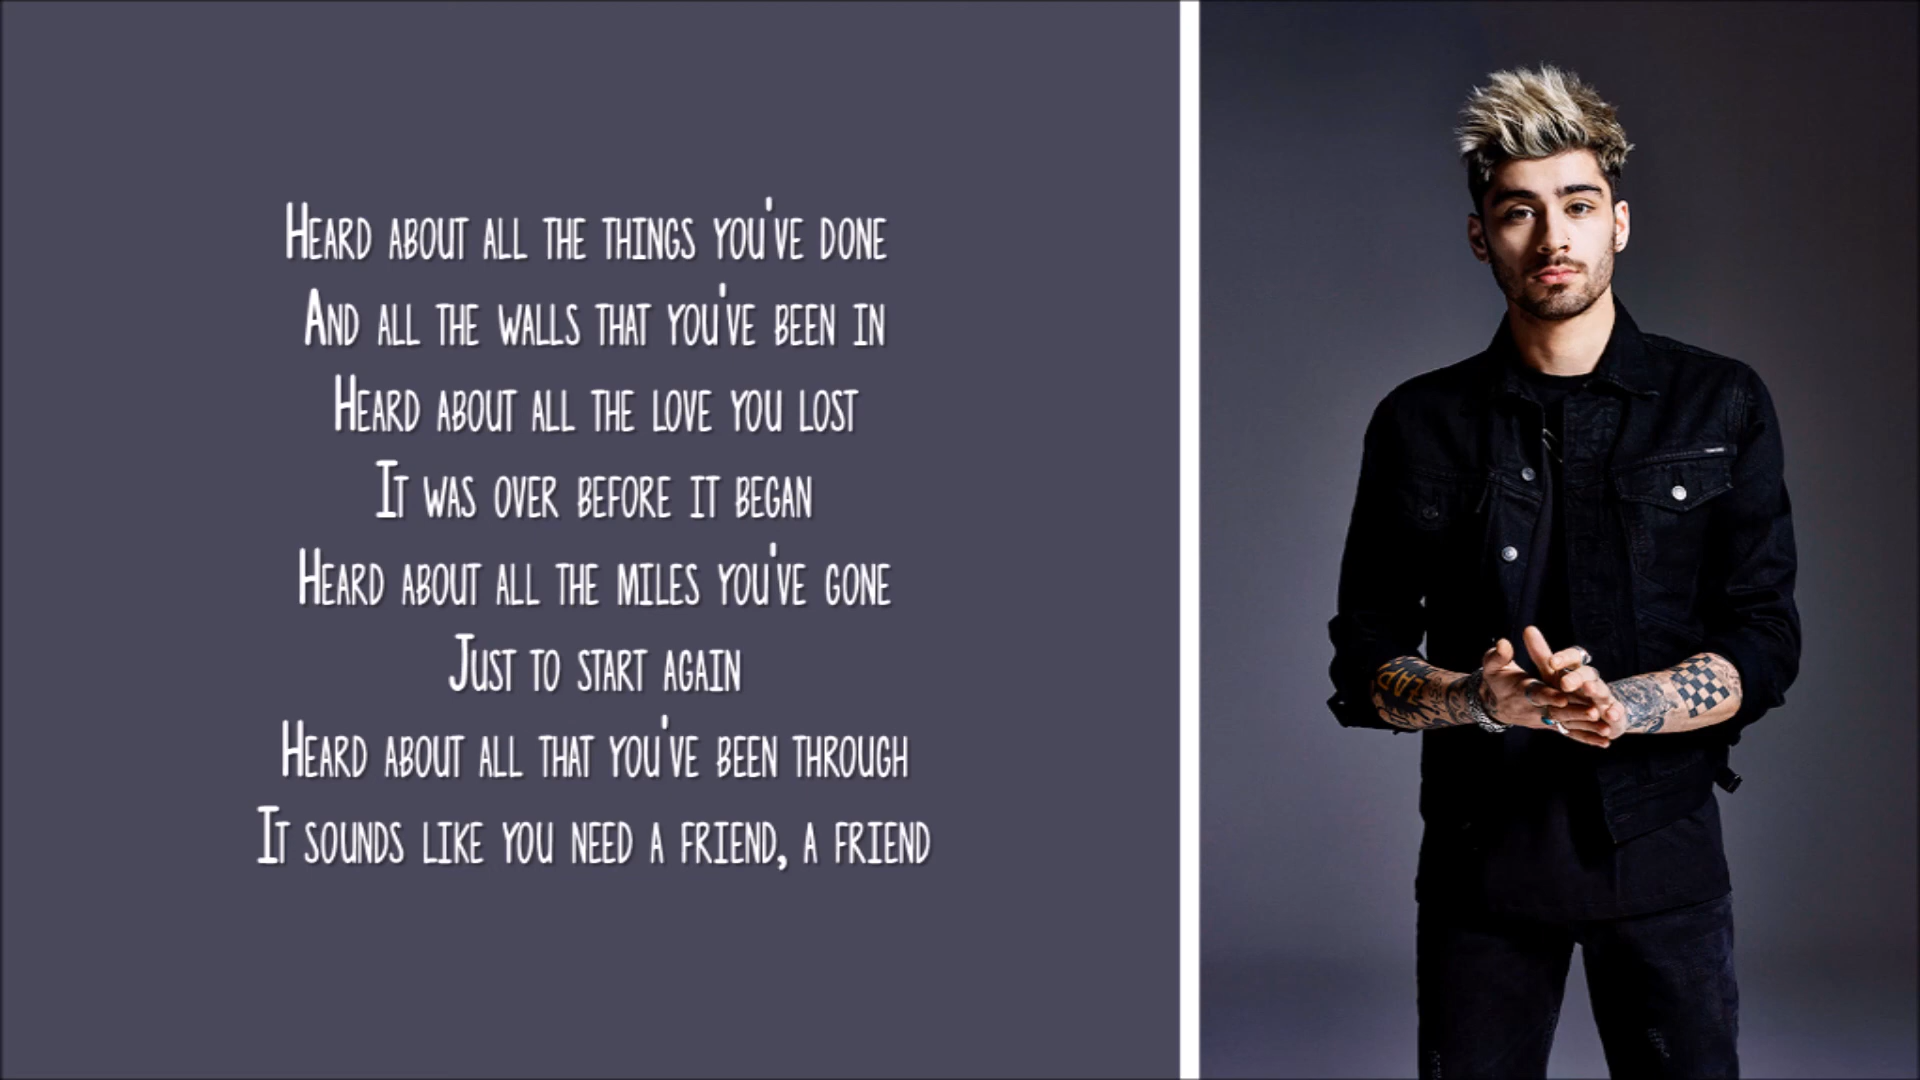 Heard about all the things you've done
And all the walls that you've been in
Heard about all the love you lost
It was over before it began
Heard about all the miles you've gone
Just to start again
Heard about all that you've been through
It sounds like you need a friend, a friend
ZAP